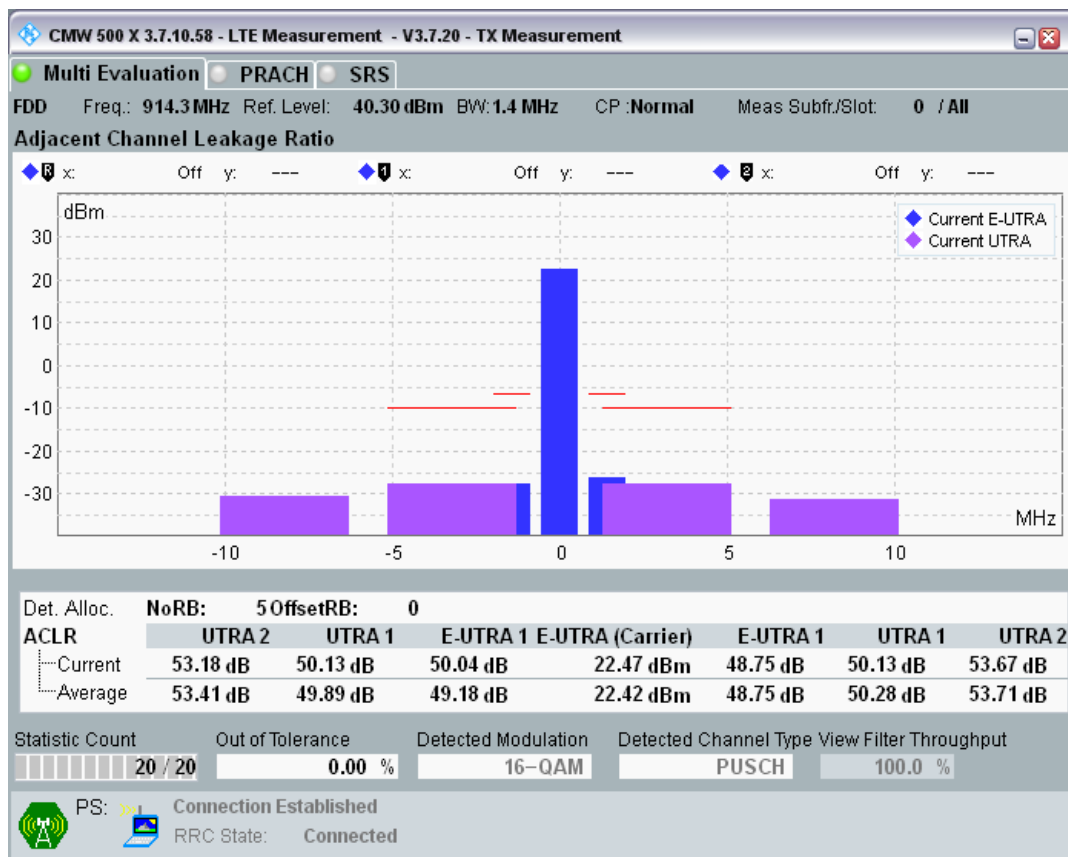 CMW 500 X 3.7.10.58 - LTE Measurement - V3.7.20 - TX Measurement
Multi Evaluation PRACH SRS
FDD Freq.: 914.3 MHz Ref. Level: 40.30 dBm BW: 1.4 MHz CP :Normal Meas Subfr./Slot: 0 / All
Adjacent Channel Leakage Ratio
R x: Off y: --- 1 x: Off y: --- 2 x: Off y: ---
dBm
Current E-UTRA
Current UTRA
30
20
10
0
-10
-20
-30
MHz
-10 -5 0 5 10
Det. Alloc. NoRB: 5 OffsetRB: 0
ACLR UTRA 2 UTRA 1 E-UTRA 1 E-UTRA (Carrier) E-UTRA 1 UTRA 1 UTRA 2
Current 53.18 dB 50.13 dB 50.04 dB 22.47 dBm 48.75 dB 50.13 dB 53.67 dB
Average 53.41 dB 49.89 dB 49.18 dB 22.42 dBm 48.75 dB 50.28 dB 53.71 dB
Statistic Count Out of Tolerance Detected Modulation Detected Channel Type View Filter Throughput
20 / 20 0.00 % 16-QAM PUSCH 100.0 %
PS: Connection Established
RRC State: Connected